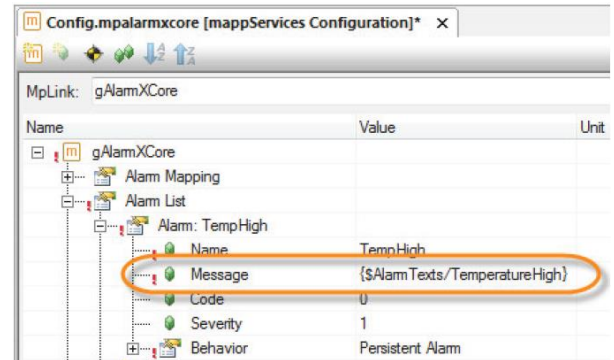 Config.mpalarmxcore [mappServices Configuration]* x
MpLink: gAlarmXCore
Name Value Unit
gAlarmXCore
Alarm Mapping
Alarm List
Alarm: TempHigh
Name TempHigh
Message {$AlarmTexts/TemperatureHigh}
Code 0
Severity 1
Behavior Persistent Alarm